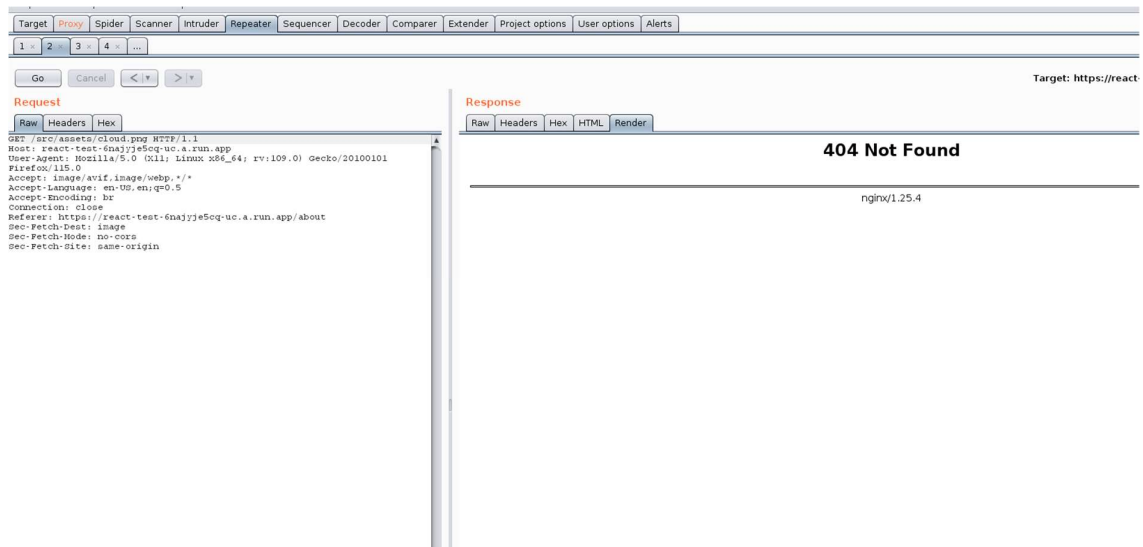 Target Proxy Spider Scanner Intruder Repeater Sequencer Decoder Comparer Extender Project options User options Alerts
1 × 2 × 3 × 4 × ...
Go Cancel < > Target: https://react-
Request
Raw Headers Hex
GET /src/assets/cloud.png HTTP/1.1
Host: react-test-6najyje5cq-uc.a.run.app
User-Agent: Mozilla/5.0 (X11; Linux x86_64; rv:109.0) Gecko/20100101
Firefox/115.0
Accept: image/avif,image/webp,*/*
Accept-Language: en-US,en;q=0.5
Accept-Encoding: br
Connection: close
Referer: https://react-test-6najyje5cq-uc.a.run.app/about
Sec-Fetch-Dest: image
Sec-Fetch-Mode: no-cors
Sec-Fetch-Site: same-origin
Response
Raw Headers Hex HTML Render
404 Not Found
nginx/1.25.4